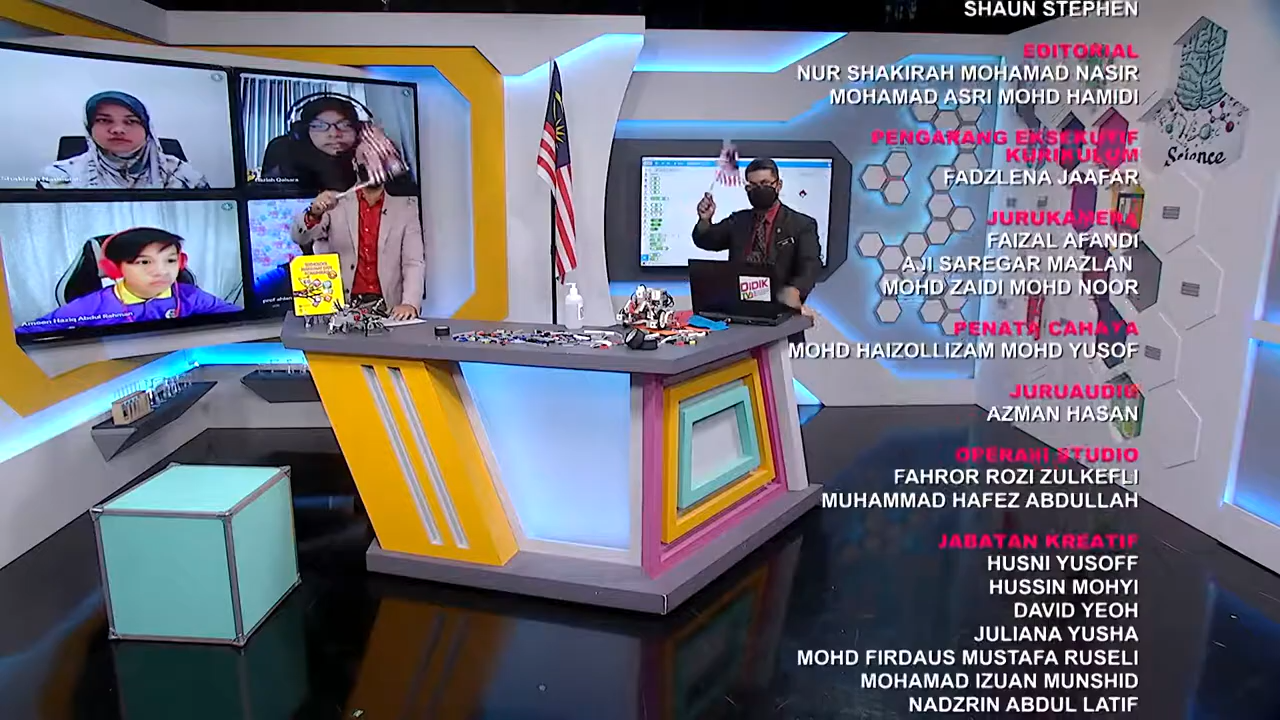 SHAUN STEPHEN
EDITORIAL
NUR SHAKIRAH MOHAMAD NASIR
MOHAMAD ASRI MOHD HAMIDI
PENGARANG EKSEKUTIF
KURIKULUM
FADZLENA JAAFAR
JURUKAMERA
FAIZAL AFANDI
AJI SAREGAR MAZLAN
MOHD ZAIDI MOHD NOOR
PENATA CAHAYA
MOHD HAIZOLLIZAM MOHD YUSOF
JURUAUDIO
AZMAN HASAN
OPERASI STUDIO
FAHROR ROZI ZULKEFLI
MUHAMMAD HAFEZ ABDULLAH
JABATAN KREATIF
HUSNI YUSOFF
HUSSIN MOHYI
DAVID YEOH
JULIANA YUSHA
MOHD FIRDAUS MUSTAFA RUSELI
MOHAMAD IZUAN MUNSHID
NADZRIN ABDUL LATIF
Science
Ameen Haziq Abdul Rahman
DIDIK
TV